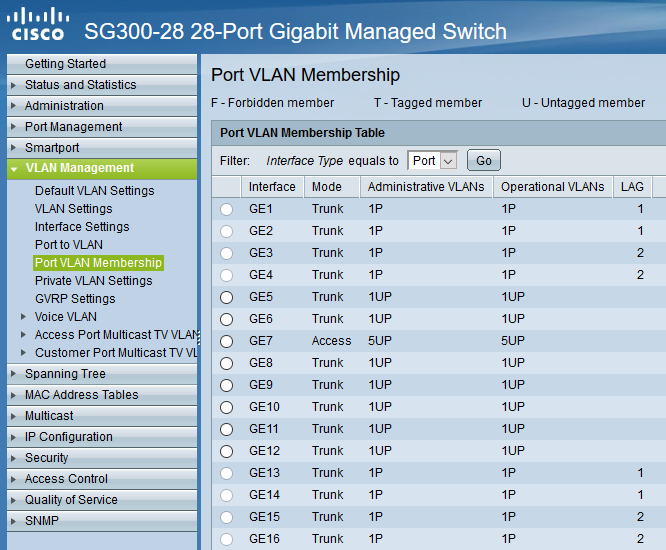 cisco SG300-28 28-Port Gigabit Managed Switch
Getting Started
Status and Statistics
Administration
Port Management
Smartport
VLAN Management
Default VLAN Settings
VLAN Settings
Interface Settings
Port to VLAN
Port VLAN Membership
Private VLAN Settings
GVRP Settings
Voice VLAN
Access Port Multicast TV VLAN
Customer Port Multicast TV VL
Spanning Tree
MAC Address Tables
Multicast
IP Configuration
Security
Access Control
Quality of Service
SNMP
Port VLAN Membership
F - Forbidden member T - Tagged member U - Untagged member
Port VLAN Membership Table
Filter: Interface Type equals to Port Go
Interface Mode Administrative VLANs Operational VLANs LAG
GE1 Trunk 1P 1P 1
GE2 Trunk 1P 1P 1
GE3 Trunk 1P 1P 2
GE4 Trunk 1P 1P 2
GE5 Trunk 1UP 1UP
GE6 Trunk 1UP 1UP
GE7 Access 5UP 5UP
GE8 Trunk 1UP 1UP
GE9 Trunk 1UP 1UP
GE10 Trunk 1UP 1UP
GE11 Trunk 1UP 1UP
GE12 Trunk 1UP 1UP
GE13 Trunk 1P 1P 1
GE14 Trunk 1P 1P 1
GE15 Trunk 1P 1P 2
GE16 Trunk 1P 1P 2